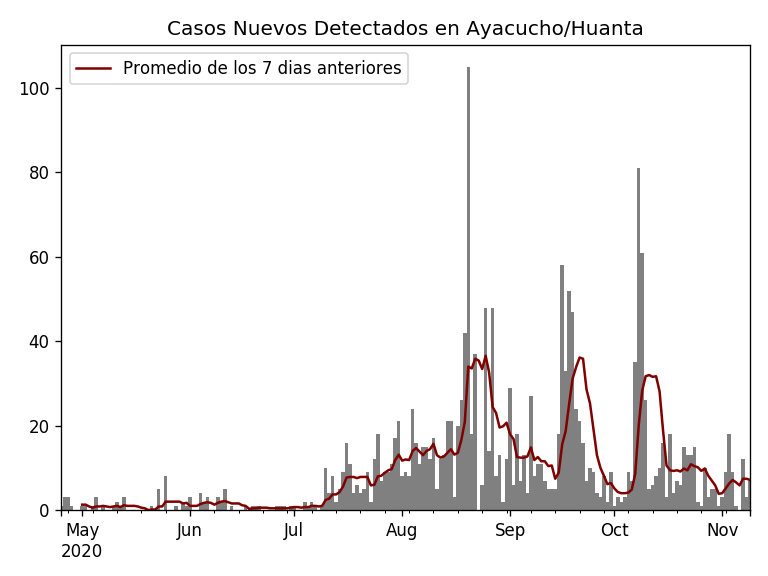 Casos Nuevos Detectados en Ayacucho/Huanta
Promedio de los 7 dias anteriores
100
80
60
40
20
0
May Jun Jul Aug Sep Oct Nov
2020